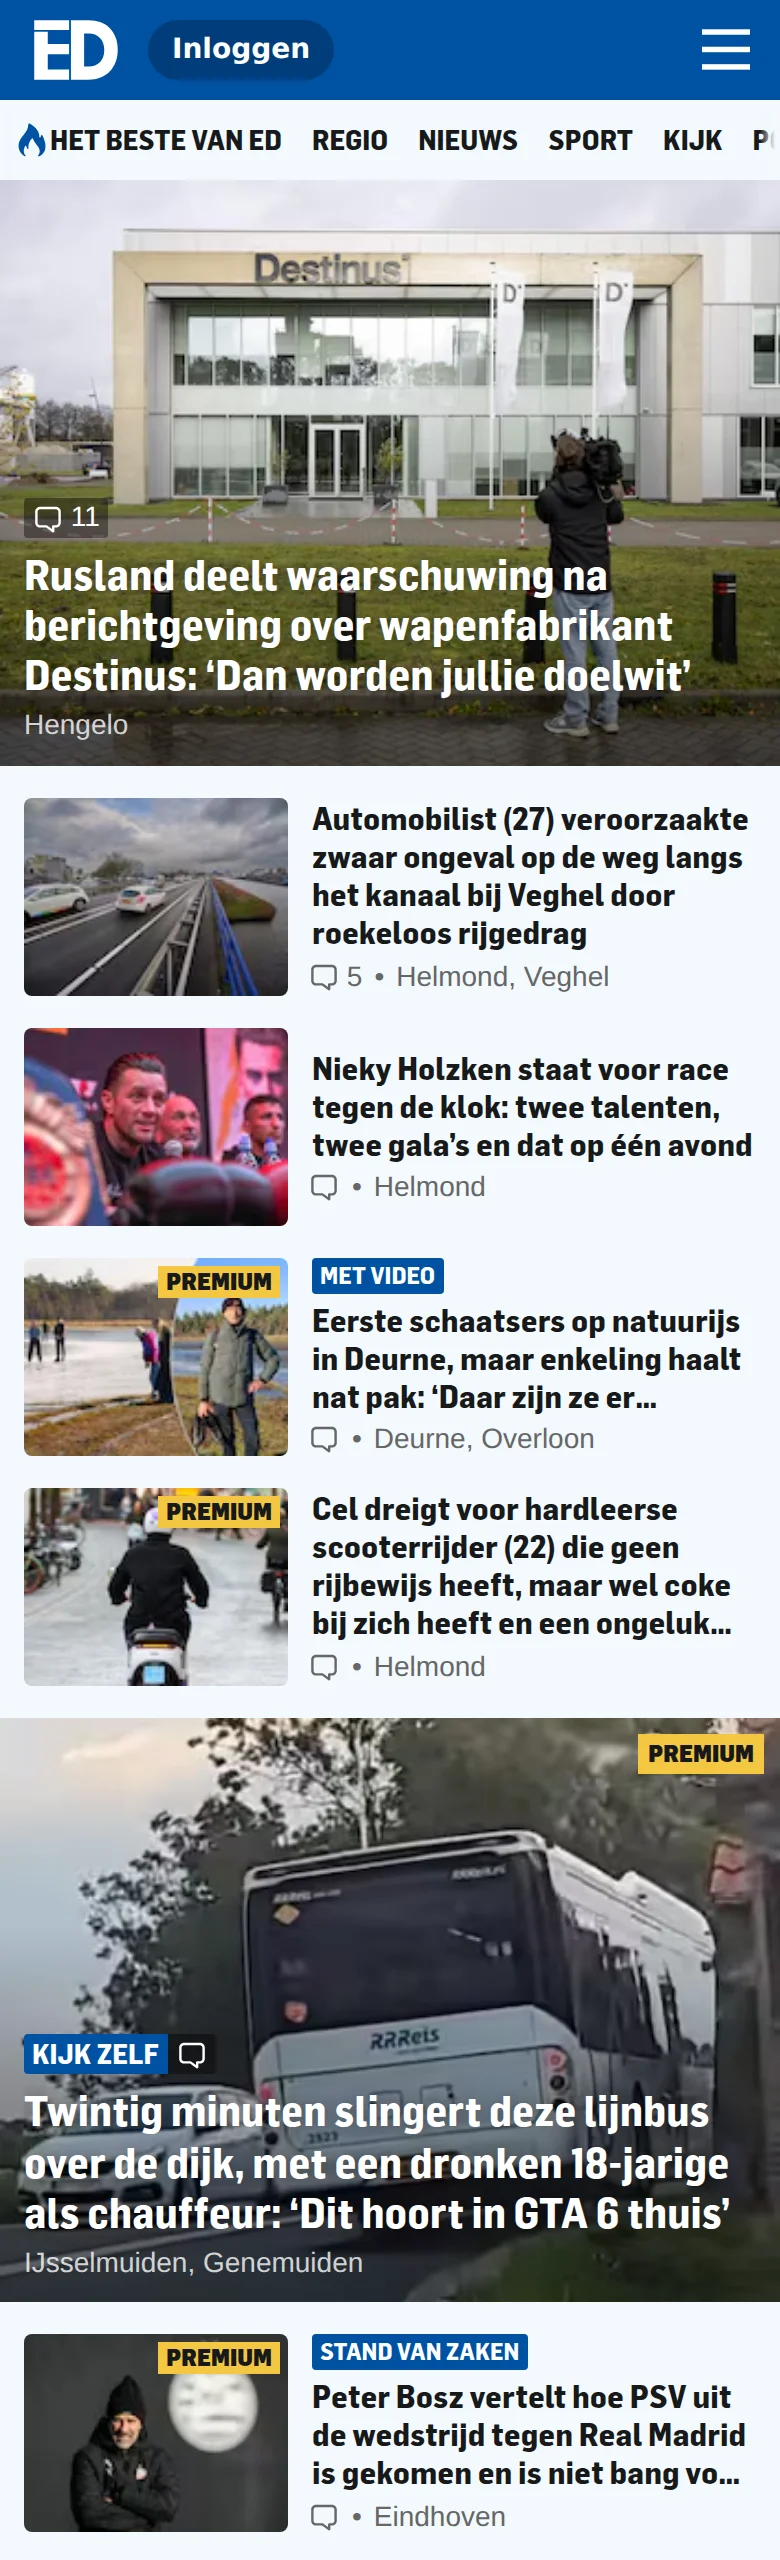 ED
Inloggen
HET BESTE VAN ED REGIO NIEUWS SPORT KIJK
Destinus
D D
11
Rusland deelt waarschuwing na
berichtgeving over wapenfabrikant
Destinus: ‘Dan worden jullie doelwit’
Hengelo
Automobilist (27) veroorzaakte
zwaar ongeval op de weg langs
het kanaal bij Veghel door
roekeloos rijgedrag
5 • Helmond, Veghel
Nieky Holzken staat voor race
tegen de klok: twee talenten,
twee gala’s en dat op één avond
• Helmond
PREMIUM
MET VIDEO
Eerste schaatsers op natuurijs
in Deurne, maar enkeling haalt
nat pak: ‘Daar zijn ze er...
• Deurne, Overloon
PREMIUM
Cel dreigt voor hardleerse
scooterrijder (22) die geen
rijbewijs heeft, maar wel coke
bij zich heeft en een ongeluk...
• Helmond
PREMIUM
RRReis
2323
KIJK ZELF
Twintig minuten slingert deze lijnbus
over de dijk, met een dronken 18-jarige
als chauffeur: ‘Dit hoort in GTA 6 thuis’
IJsselmuiden, Genemuiden
PREMIUM
STAND VAN ZAKEN
Peter Bosz vertelt hoe PSV uit
de wedstrijd tegen Real Madrid
is gekomen en is niet bang vo...
• Eindhoven